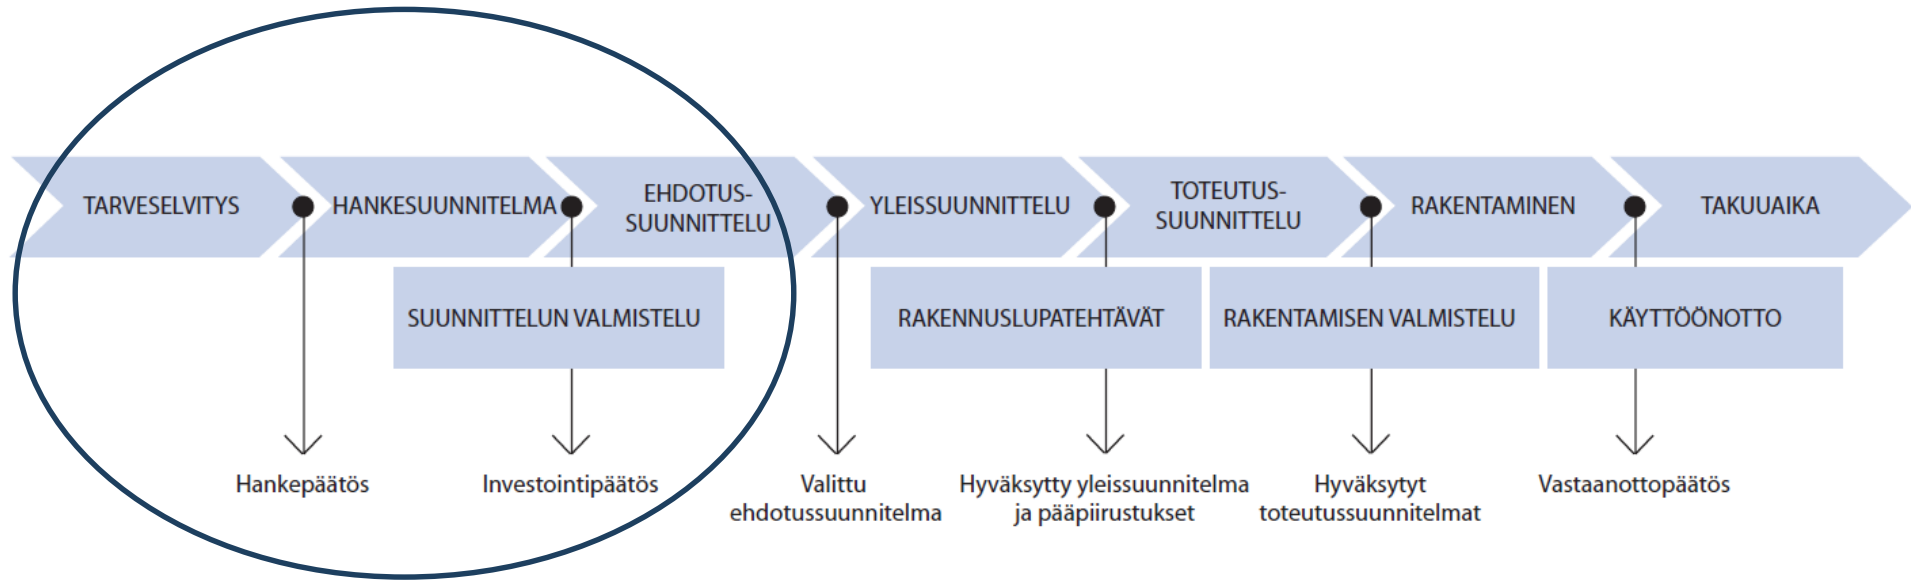 TARVESELVITYS
HANKESUUNNITELMA
EHDOTUS-
SUUNNITTELU
YLEISSUUNNITTELU
TOTEUTUS-
SUUNNITTELU
RAKENTAMINEN
TAKUUAIKA
SUUNNITTELUN VALMISTELU
RAKENNUSLUPATEHTÄVÄT
RAKENTAMISEN VALMISTELU
KÄYTTÖÖNOTTO
Hankepäätös
Investointipäätös
Valittu
ehdotussuunnitelma
Hyväksytty yleissuunnitelma
ja pääpiirustukset
Hyväksytyt
toteutussuunnitelmat
Vastaanottopäätös